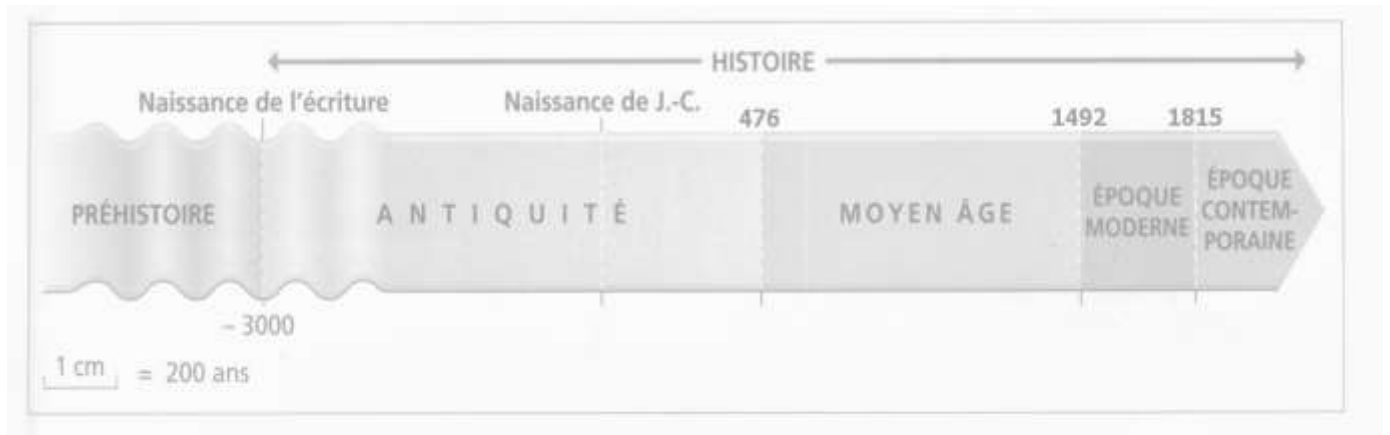 HISTOIRE
Naissance de l'écriture
Naissance de J.-C.
476
1492
1815
PRÉHISTOIRE
ANTIQUITÉ
MOYEN ÂGE
ÉPOQUE
MODERNE
ÉPOQUE
CONTEM-
PORAINE
– 3000
1 cm = 200 ans